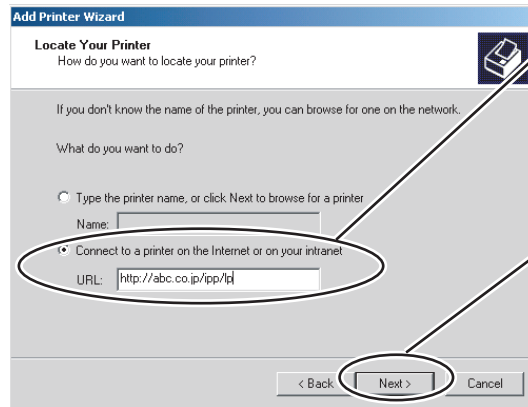 Add Printer Wizard
Locate Your Printer
How do you want to locate your printer?
If you don't know the name of the printer, you can browse for one on the network.
What do you want to do?
Type the printer name, or click Next to browse for a printer
Name:
Connect to a printer on the Internet or on your intranet
URL: http://abc.co.jp/ipp/lp
< Back Next > Cancel